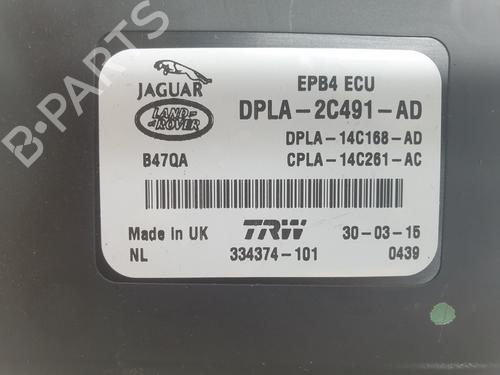 B-PARTS
JAGUAR
LAND-
ROVER
EPB4 ECU
DPLA-2C491-AD
DPLA-14C168-AD
B47QA
CPLA-14C261-AC
Made In UK
TRW
30-03-15
NL
334374-101
0439